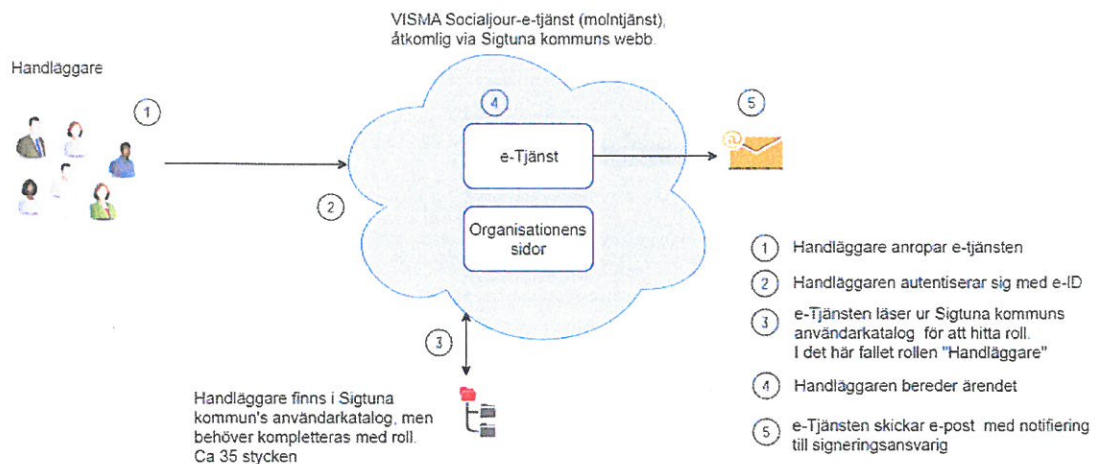 VISMA Socialjour-e-tjänst (molntjänst),
åtkomlig via Sigtuna kommuns webb.
Handläggare
1
4
5
e-Tjänst
2
Organisationens
sidor
3
Handläggare finns i Sigtuna
kommun's användarkatalog, men
behöver kompletteras med roll.
Ca 35 stycken
1 Handläggare anropar e-tjänsten
2 Handläggaren autentiserar sig med e-ID
3 e-Tjänsten läser ur Sigtuna kommuns
användarkatalog för att hitta roll.
I det här fallet rollen "Handläggare"
4 Handläggaren bereder ärendet
5 e-Tjänsten skickar e-post med notifiering
till signeringsansvarig